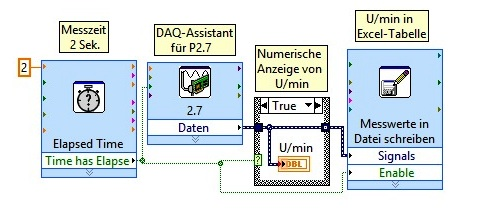 Messzeit
2 Sek.
DAQ-Assistant
für P2.7
Numerische
Anzeige von
U/min
U/min in
Excel-Tabelle
2
?
Elapsed Time
Time has Elapse
2.7
Daten
True
?
U/min
DBL
Messwerte in
Datei schreiben
Signals
Enable